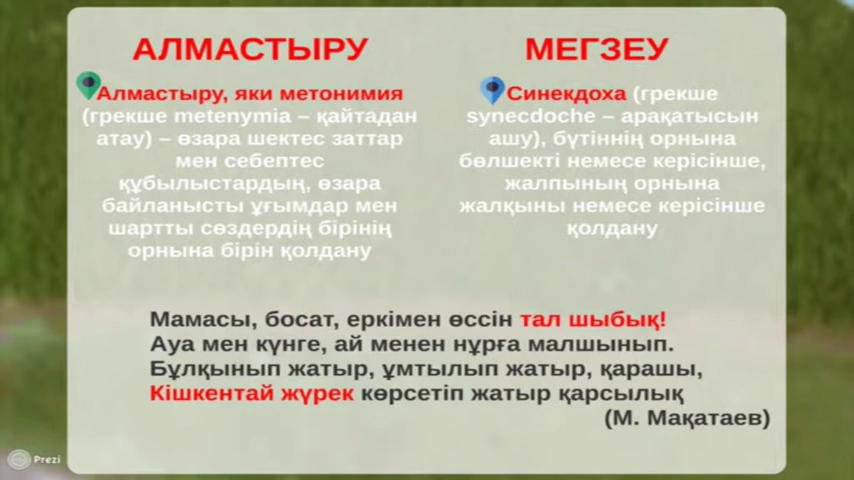 АЛМАСТЫРУ
Алмастыру, яки метонимия
(грекше metenymia – қайтадан
атау) – өзара шектес заттар
мен себептес
құбылыстардың, өзара
байланысты ұғымдар мен
шартты сөздердің бірінің
орнына бірін қолдану
МЕГЗЕУ
Синекдоха (грекше
synecdoche – арақатысын
ашу), бүтіннің орнына
бөлшекті немесе керісінше,
жалпының орнына
жалқыны немесе керісінше
қолдану
Мамасы, босат, еркімен өссін тал шыбық!
Ауа мен күнге, ай менен нұрға малшынып.
Бұлқынып жатыр, ұмтылып жатыр, қарашы,
Кішкентай жүрек көрсетіп жатыр қарсылық
(М. Мақатаев)
Prezi